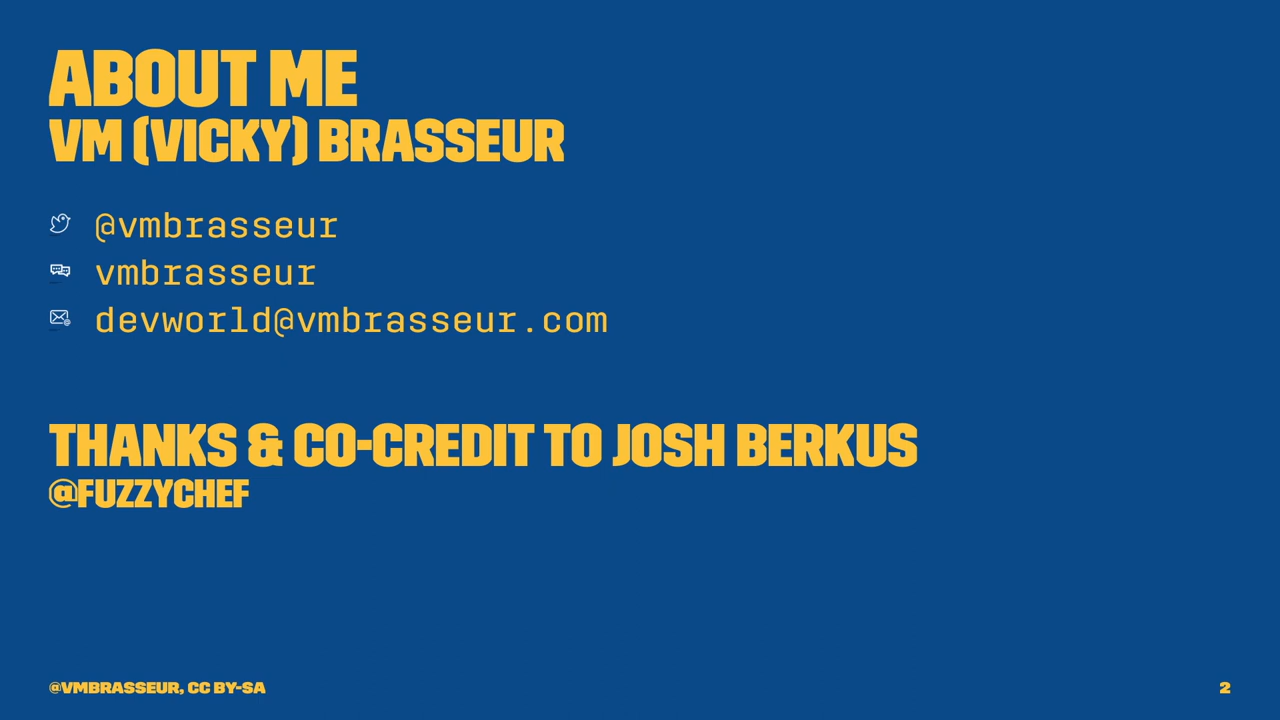 ABOUT ME
VM (VICKY) BRASSEUR
@vmbrasseur
vmbrasseur
devworld@vmbrasseur.com
THANKS & CO-CREDIT TO JOSH BERKUS
@FUZZYCHEF
@VMBRASSEUR, CC BY-SA
2